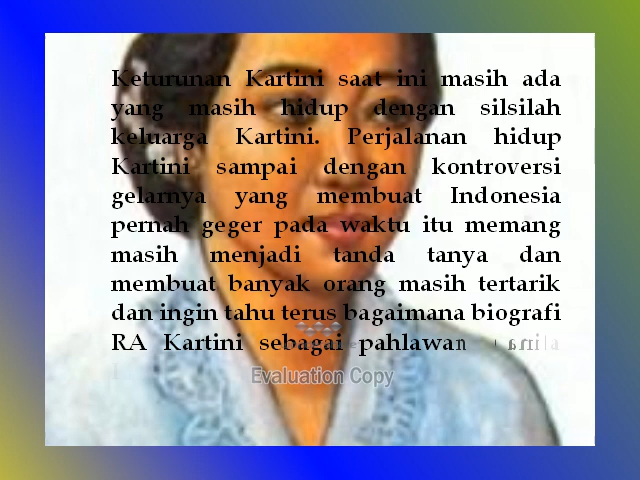 Keturunan Kartini saat ini masih ada
yang masih hidup dengan silsilah
keluarga Kartini. Perjalanan hidup
Kartini sampai dengan kontroversi
gelarnya yang membuat Indonesia
pernah geger pada waktu itu memang
masih menjadi tanda tanya dan
membuat banyak orang masih tertarik
dan ingin tahu terus bagaimana biografi
RA Kartini sebagai pahlawan
Evaluation Copy